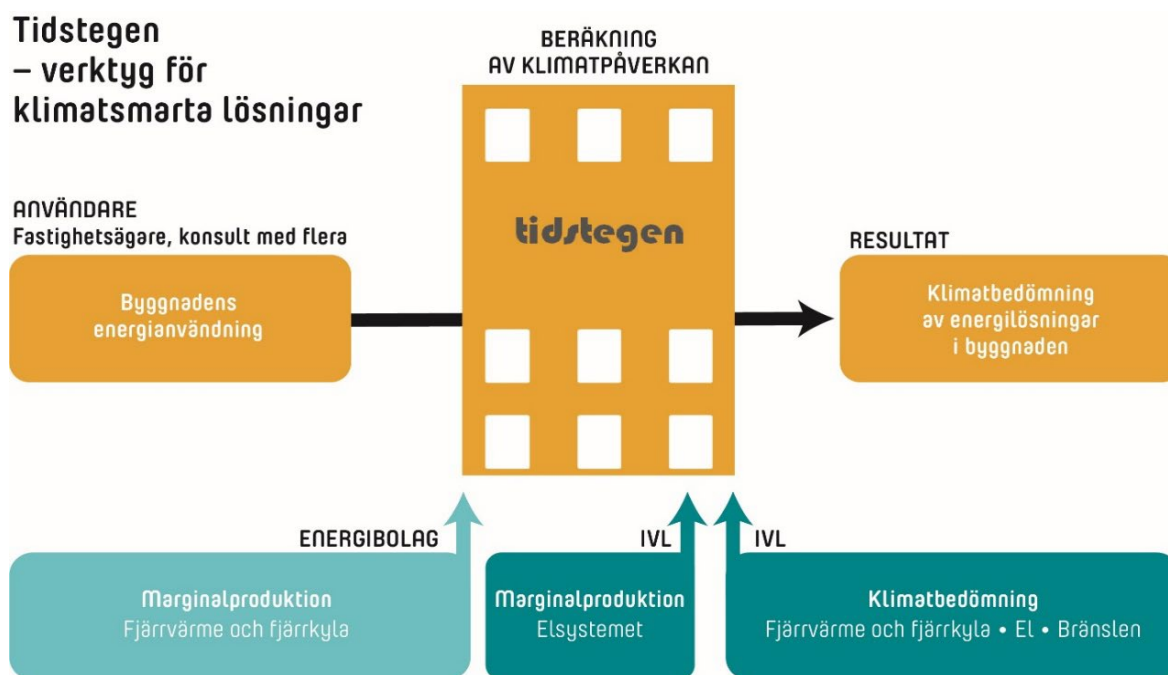 Tidstegen
– verktyg för
klimatsmarta lösningar
BERÄKNING
AV KLIMATPÅVERKAN
ANVÄNDARE
Fastighetsägare, konsult med flera
Byggnadens
energianvändning
tidstegen
RESULTAT
Klimatbedömning
av energilösningar
i byggnaden
ENERGIBOLAG
Marginalproduktion
Fjärrvärme och fjärrkyla
IVL
Marginalproduktion
Elsystemet
IVL
Klimatbedömning
Fjärrvärme och fjärrkyla • El • Bränslen